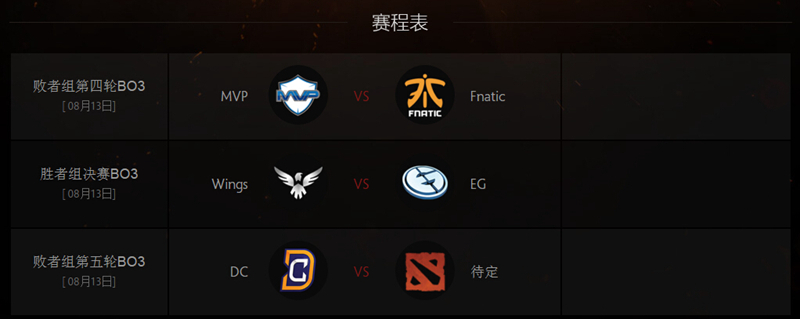 赛程表
败者组第四轮BO3
[ 08月13日]
MVP MVP VS FNATIC Fnatic
胜者组决赛BO3
[ 08月13日]
Wings VS EG
败者组第五轮BO3
[ 08月13日]
DC DC VS 待定